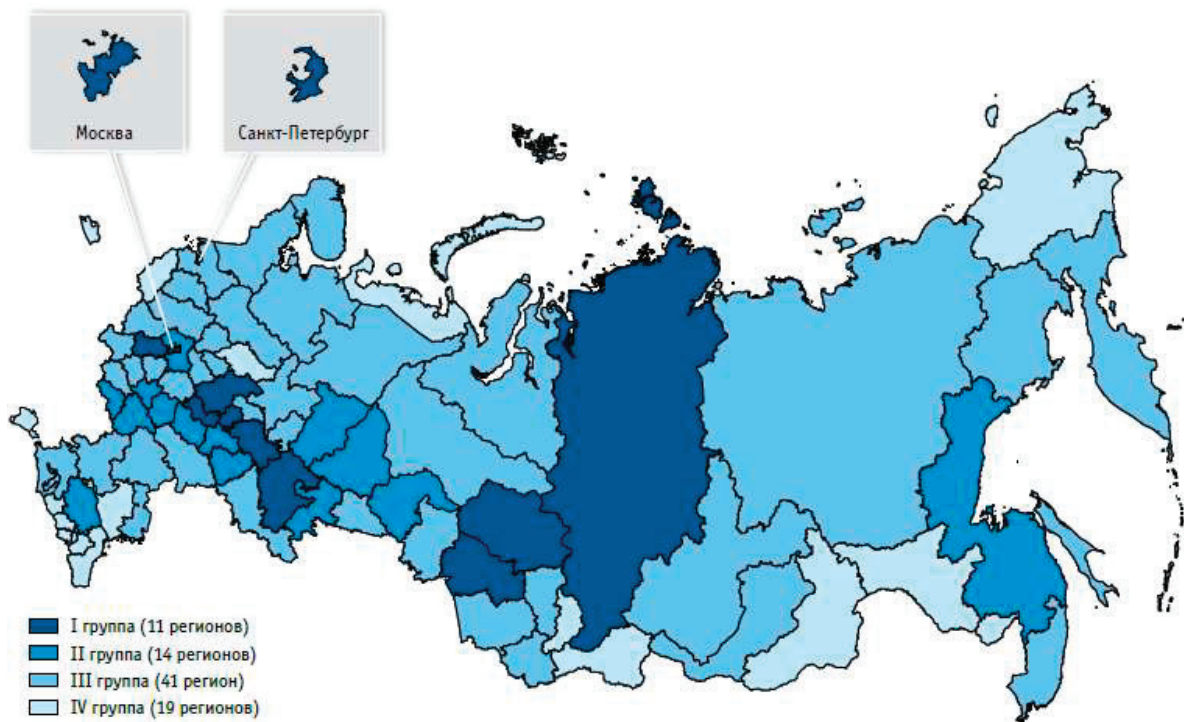 Москва
Санкт-Петербург
I группа (11 регионов)
II группа (14 регионов)
III группа (41 регион)
IV группа (19 регионов)